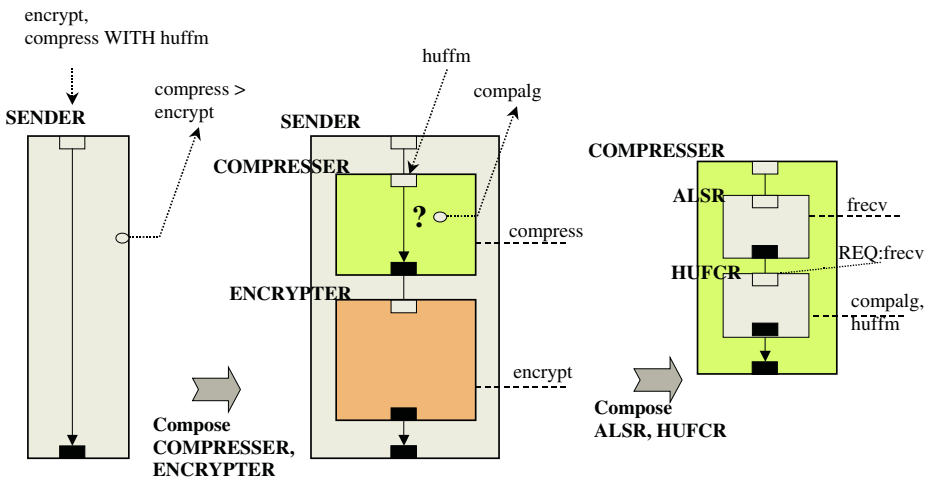 encrypt,
compress WITH huffm
SENDER
compress >
encrypt
Compose
COMPRESSER,
ENCRYPTER
huffm
compalg
SENDER
COMPRESSER
?
compress
ENCRYPTER
encrypt
Compose
ALSR, HUFCR
COMPRESSER
ALSR
frecv
REQ:frecv
HUFCR
compalg,
huffm